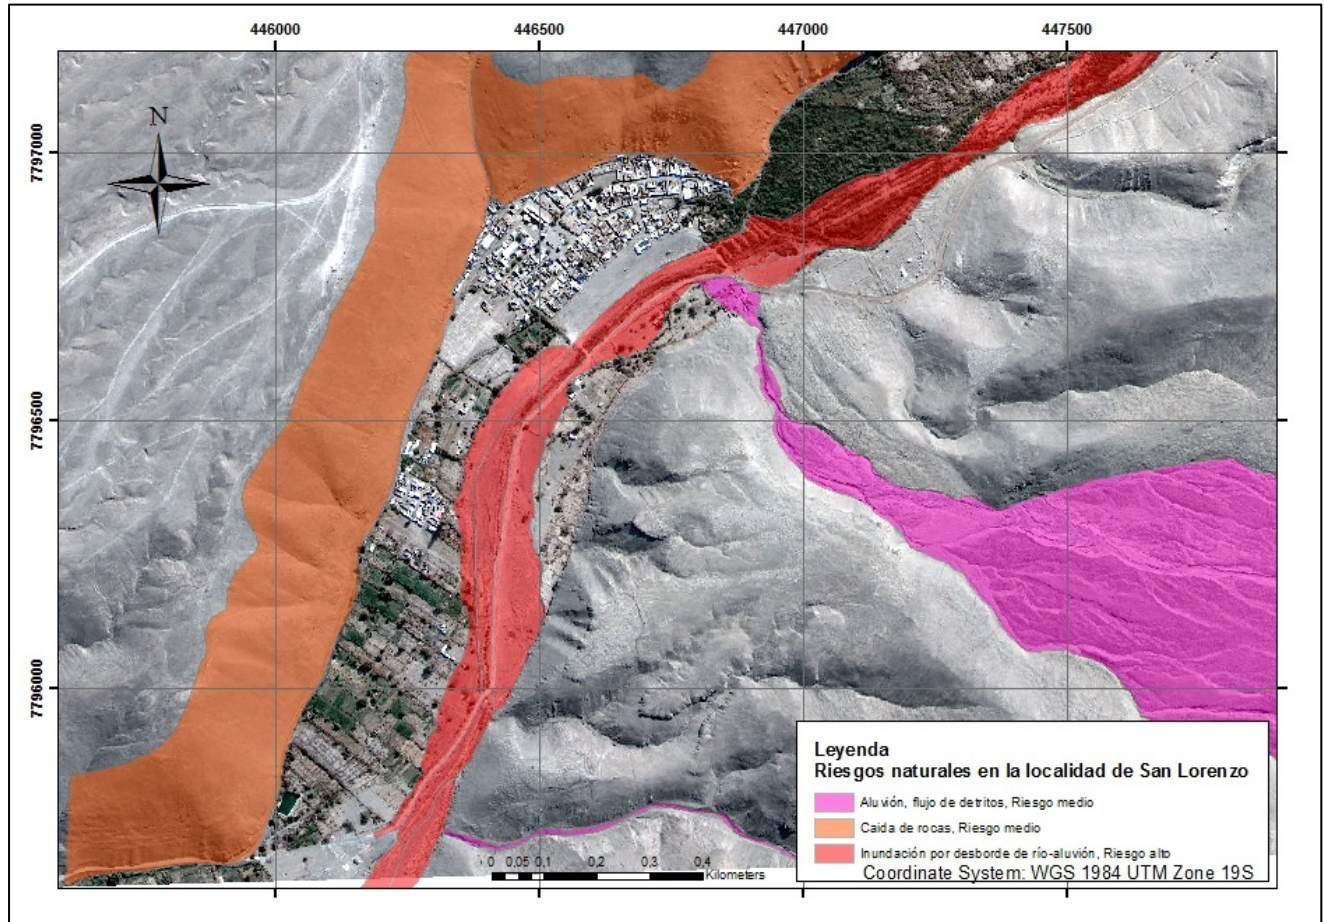 446000 446500 447000 447500
N
7797000
7796500
7796000
Leyenda
Riesgos naturales en la localidad de San Lorenzo
Aluvión, flujo de detritos, Riesgo medio
Caida de rocas, Riesgo medio
Inundación por desborde de río-aluvión, Riesgo alto
Coordinate System: WGS 1984 UTM Zone 19S
0 0,05 0,1 0,2 0,3 0,4
Kilometers